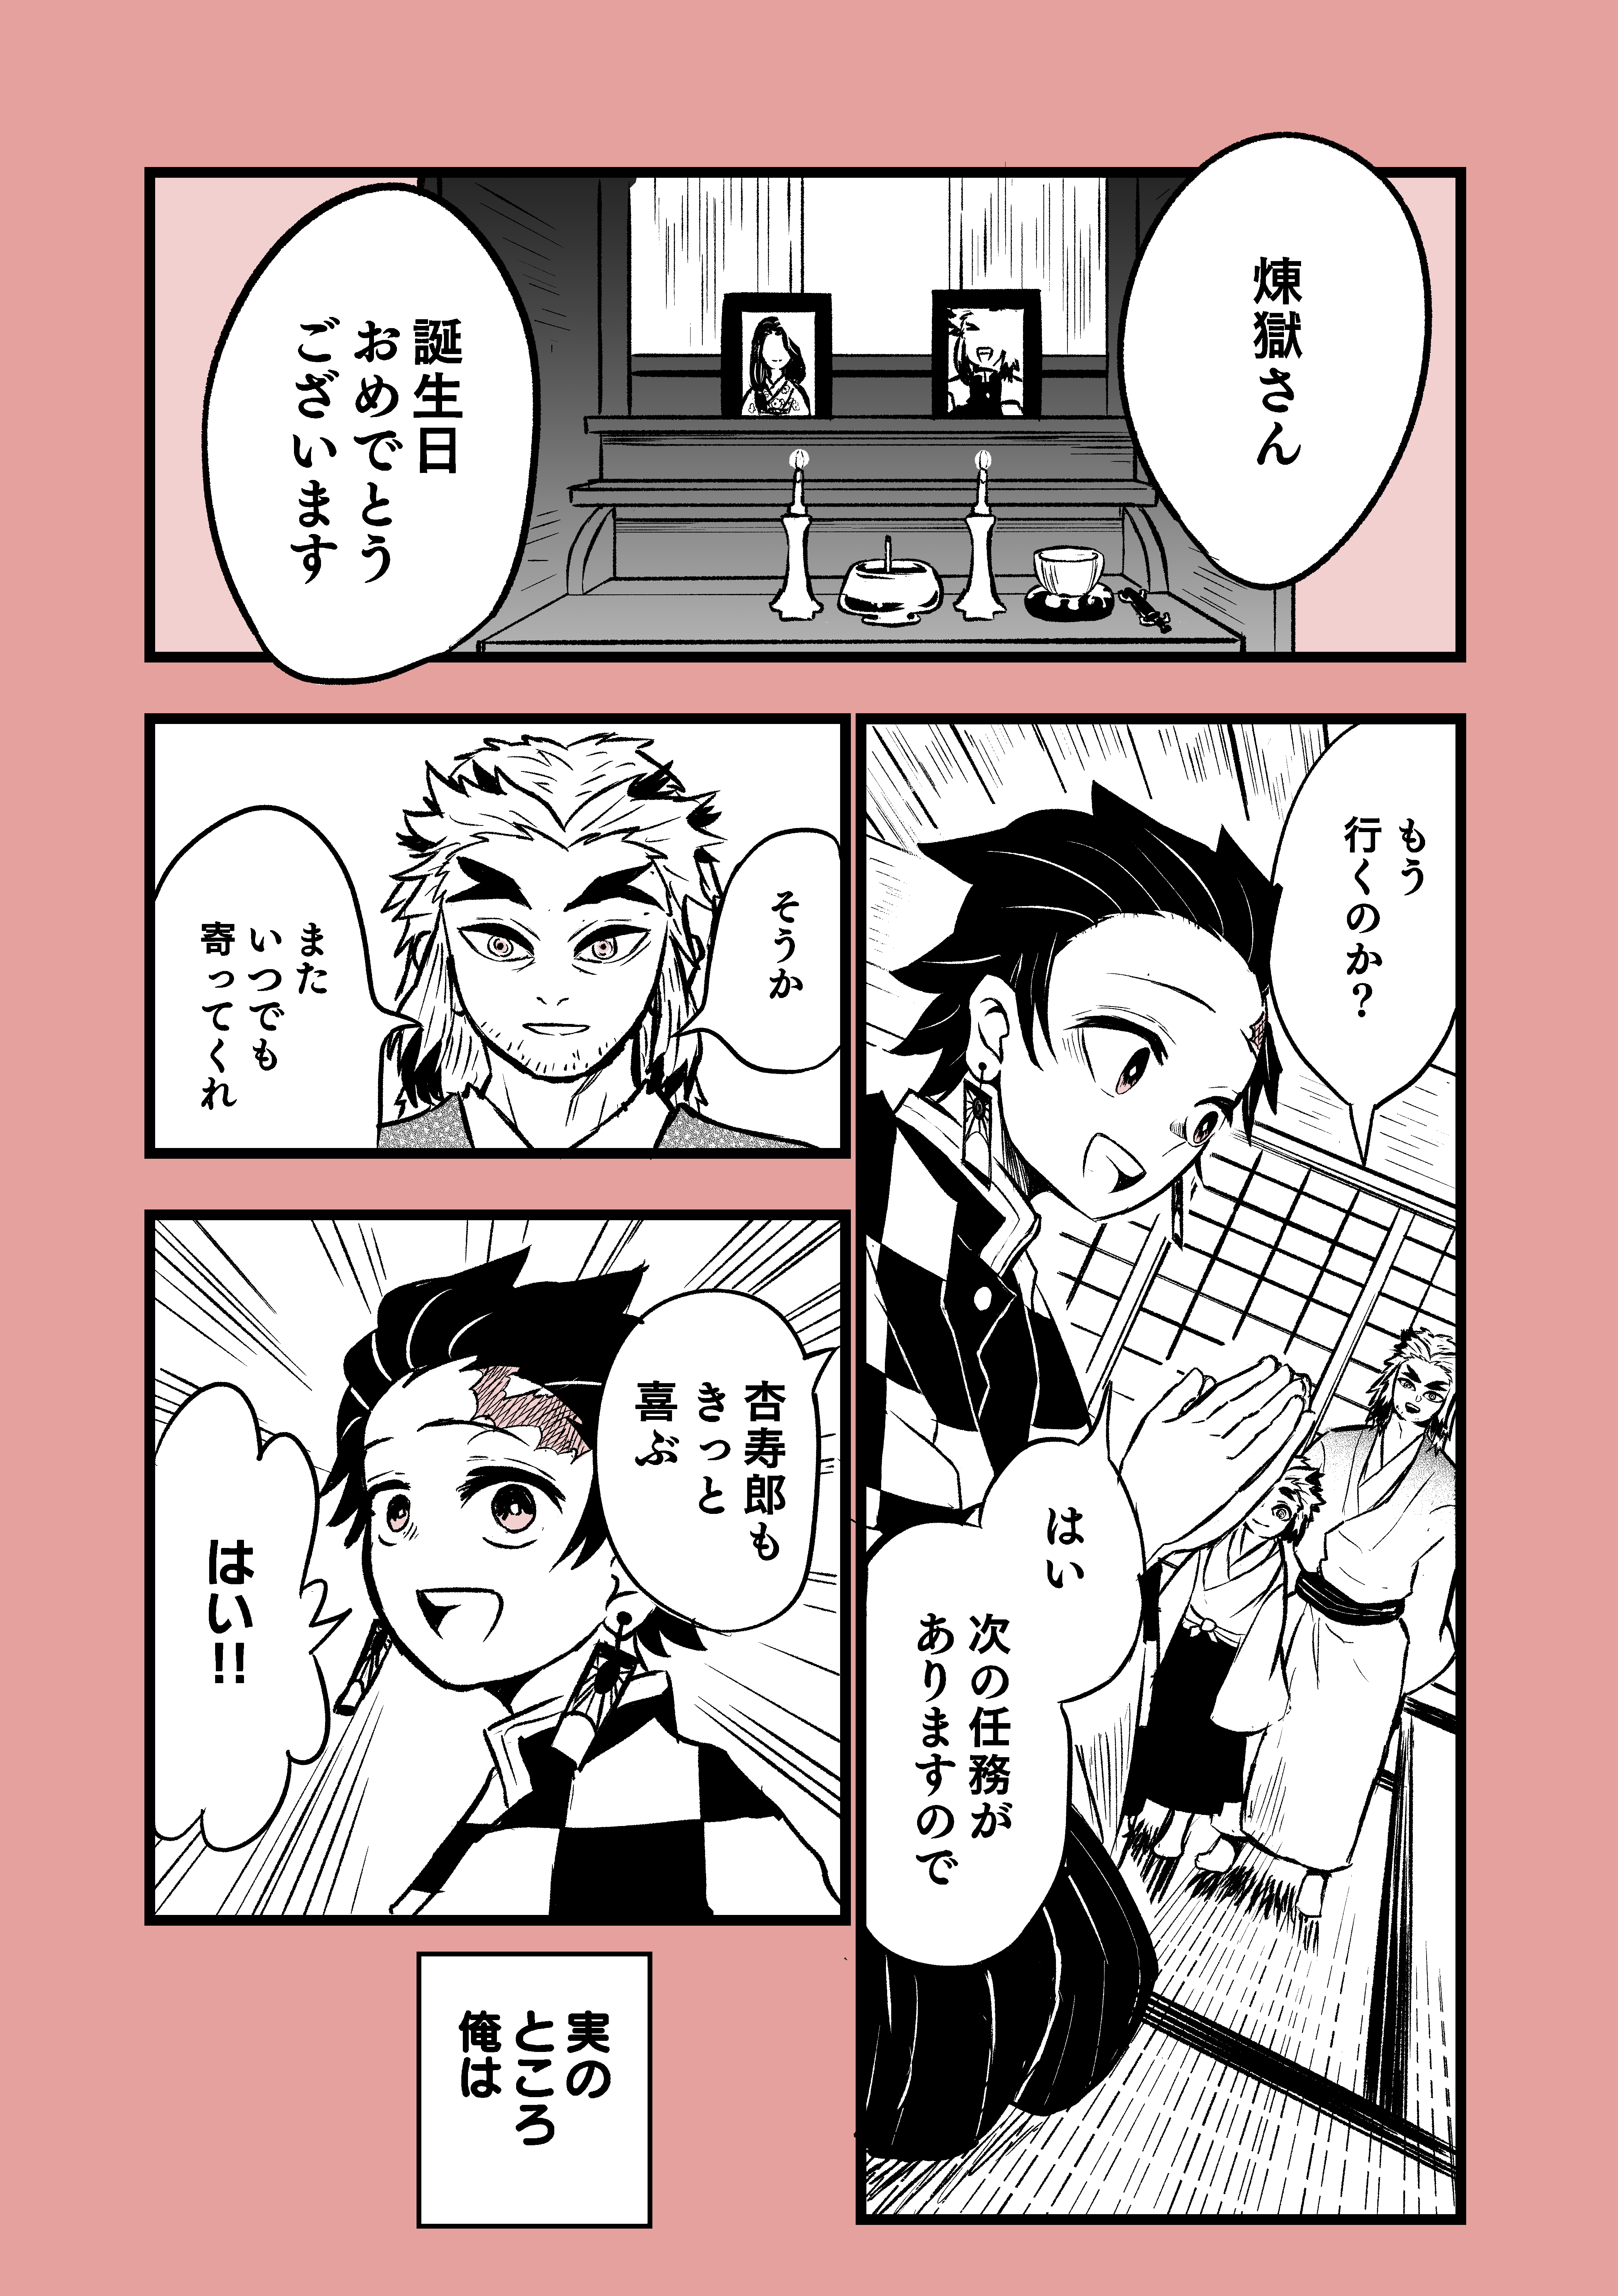 煉獄さん
誕生日
おめでとう
ございます
もう
行くのか?
はい
次の任務が
ありますので
そうか
また
いつでも
寄ってくれ
杏寿郎も
きっと
喜ぶ
はい!!
実の
ところ
俺は